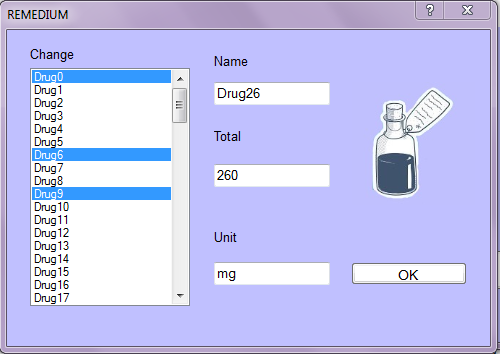 REMEDIUM
Change
Drug0
Drug1
Drug2
Drug3
Drug4
Drug5
Drug6
Drug7
Drug8
Drug9
Drug10
Drug11
Drug12
Drug13
Drug14
Drug15
Drug16
Drug17
Name
Drug26
Total
260
Unit
mg
OK